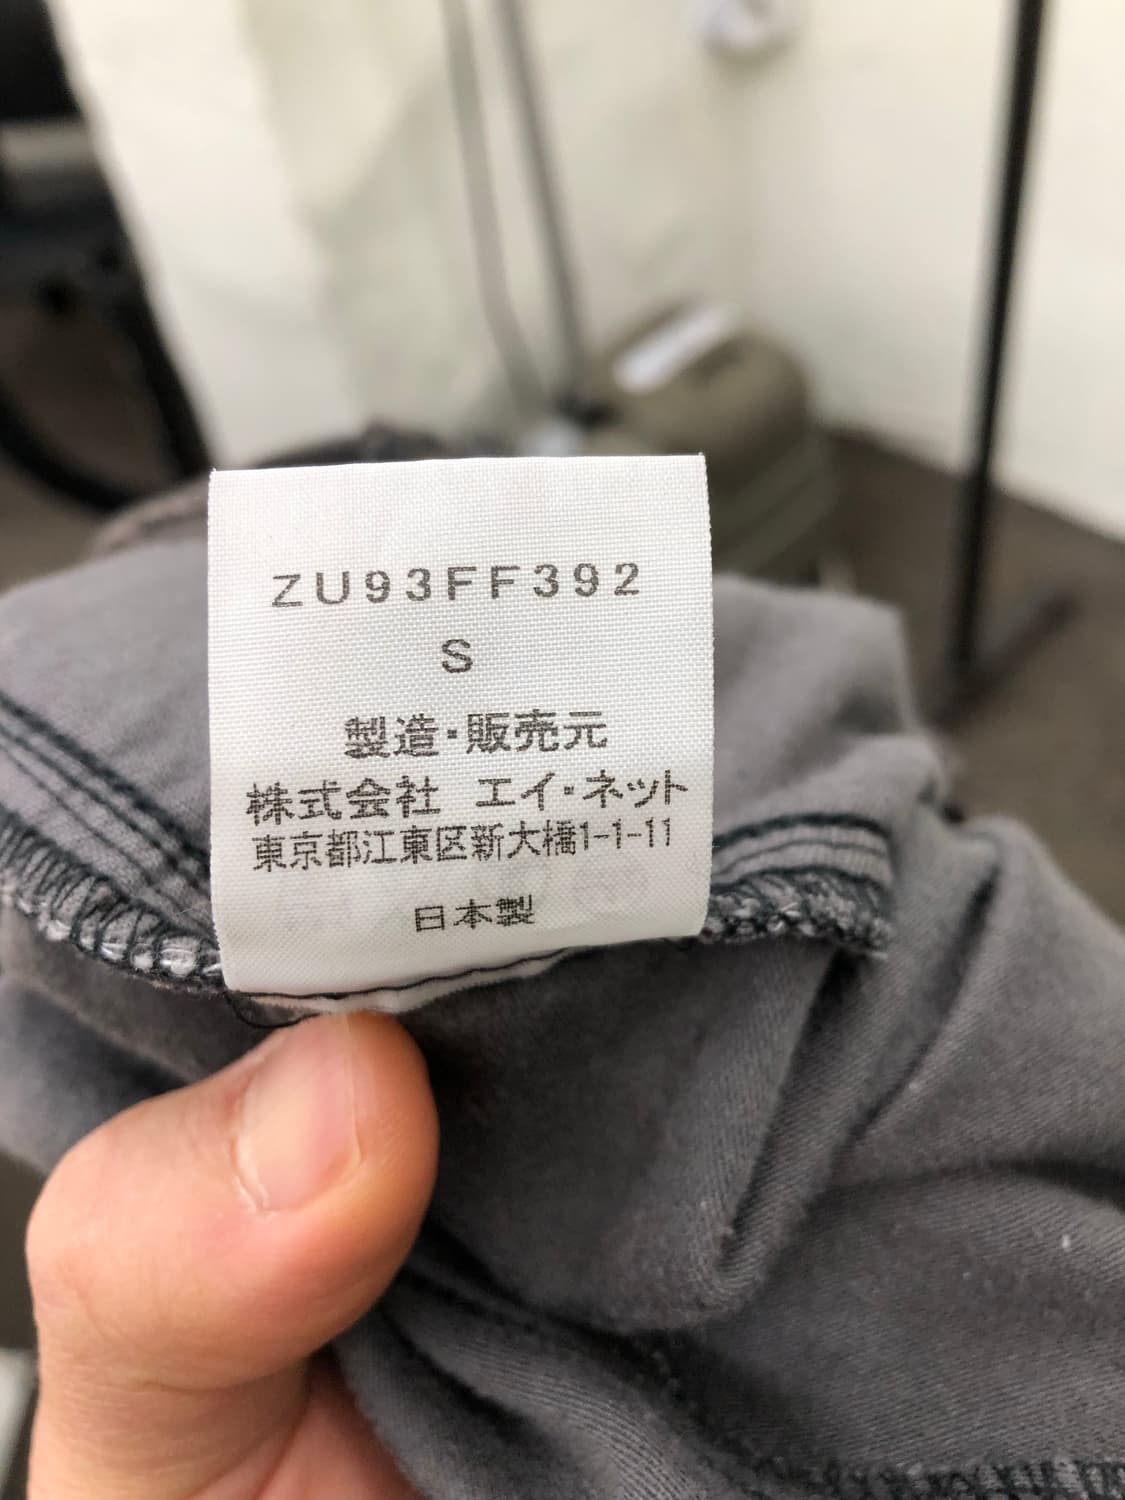 ZU93FF392
S
製造・販売元
株式会社 エイ・ネット
東京都江東区新大橋1-1-11
日本製